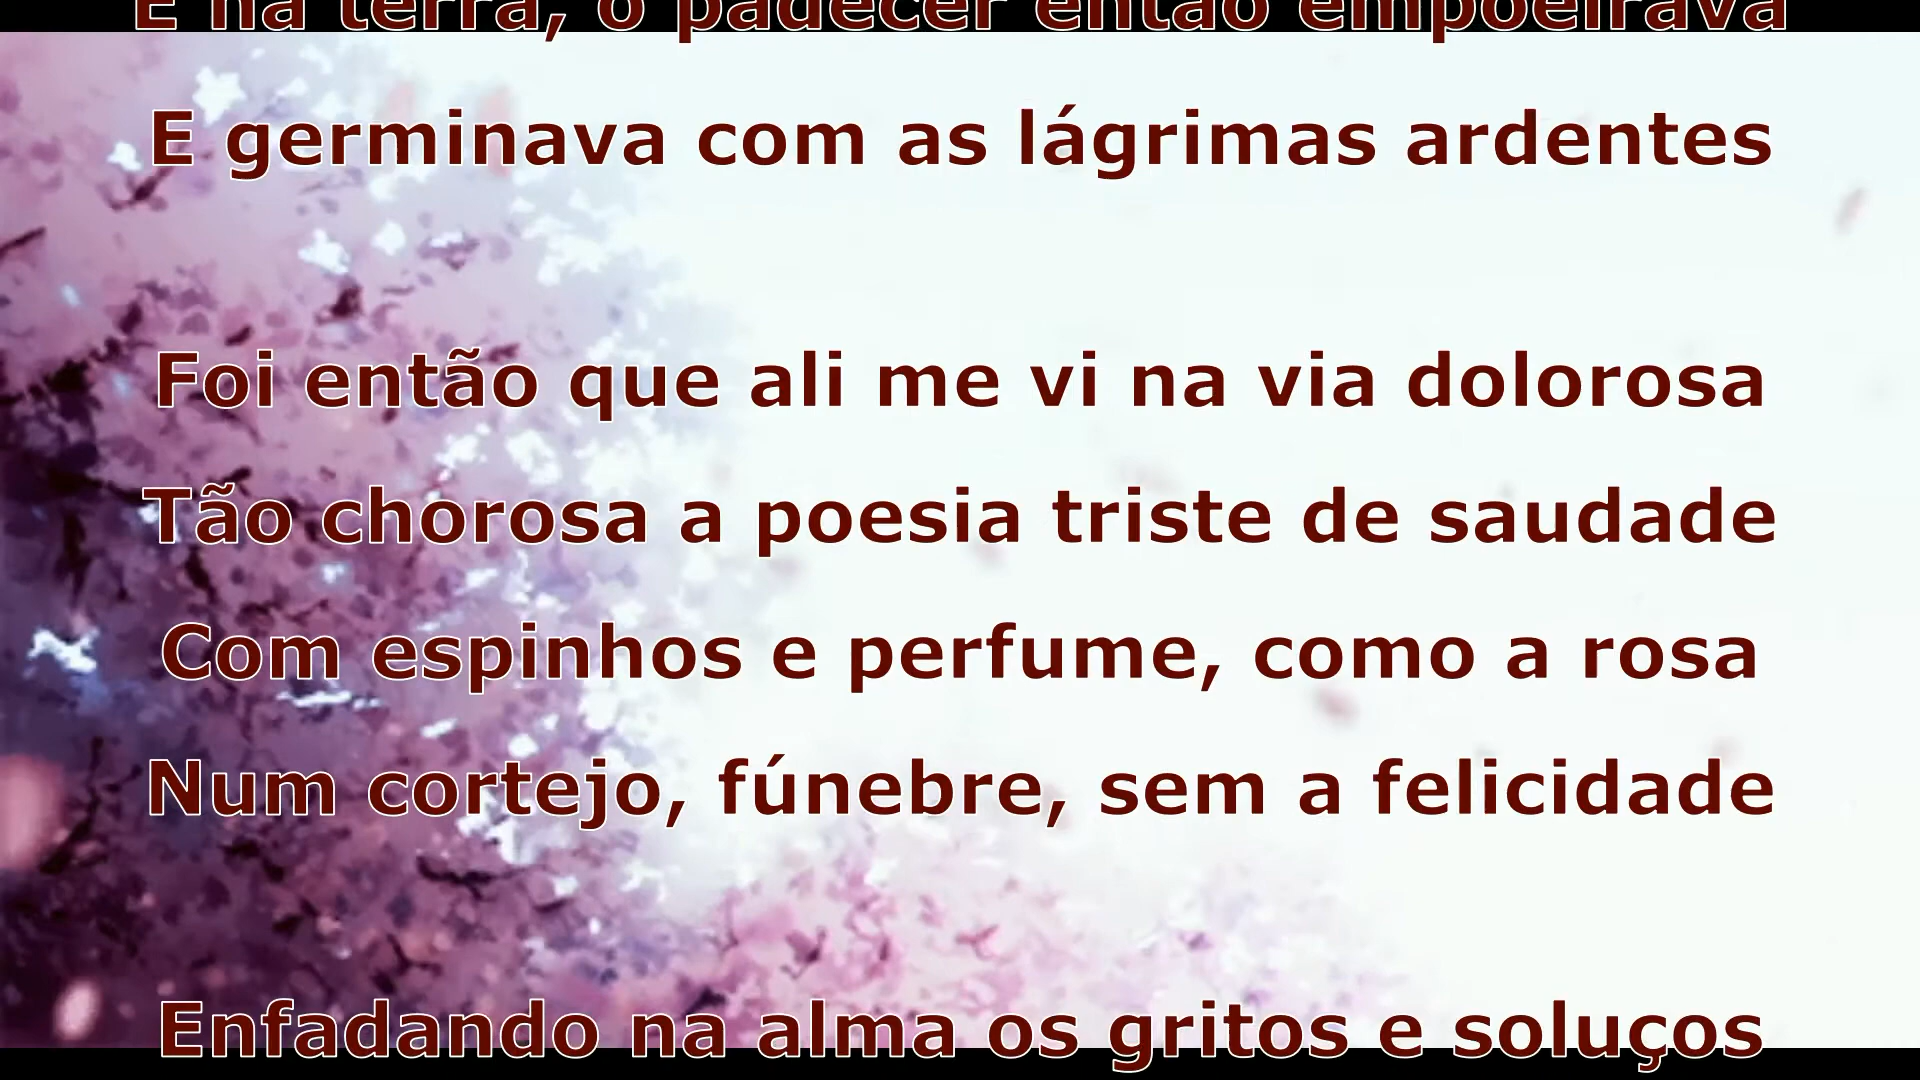 E na terra, o padecer então empoeirava
E germinava com as lágrimas ardentes
Foi então que ali me vi na via dolorosa
Tão chorosa a poesia triste de saudade
Com espinhos e perfume, como a rosa
Num cortejo, fúnebre, sem a felicidade
Enfadando na alma os gritos e soluços